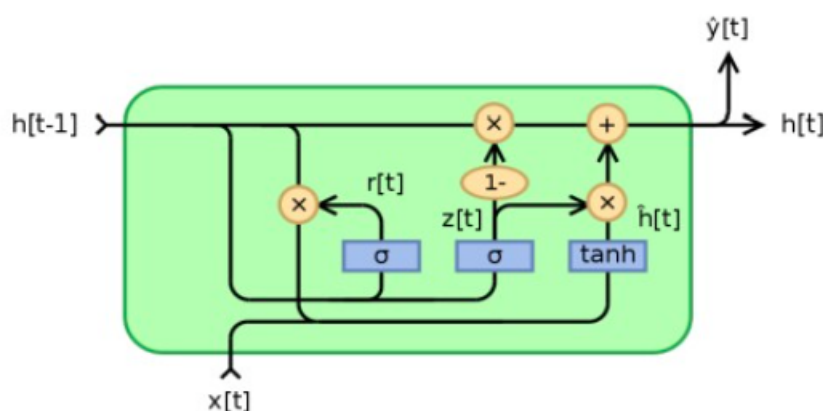 ŷ[t]
h[t-1]
×
+
h[t]
r[t]
1-
×
z[t]
×
ĥ[t]
σ
σ
tanh
x[t]